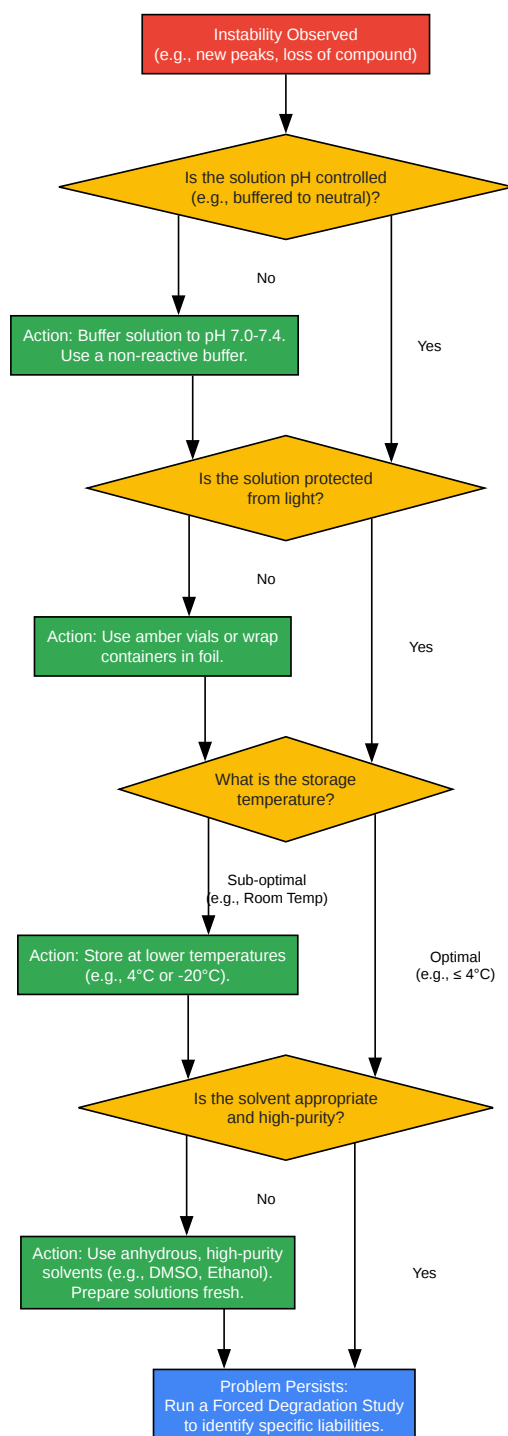 Instability Observed
(e.g., new peaks, loss of compound)
Is the solution pH controlled
(e.g., buffered to neutral)?
No
Action: Buffer solution to pH 7.0-7.4.
Use a non-reactive buffer.
Yes
Is the solution protected
from light?
No
Action: Use amber vials or wrap
containers in foil.
Yes
What is the storage
temperature?
Sub-optimal
(e.g., Room Temp)
Action: Store at lower temperatures
(e.g., 4°C or -20°C).
Optimal
(e.g., ≤ 4°C)
Is the solvent appropriate
and high-purity?
No
Action: Use anhydrous, high-purity
solvents (e.g., DMSO, Ethanol).
Prepare solutions fresh.
Yes
Problem Persists:
Run a Forced Degradation Study
to identify specific liabilities.